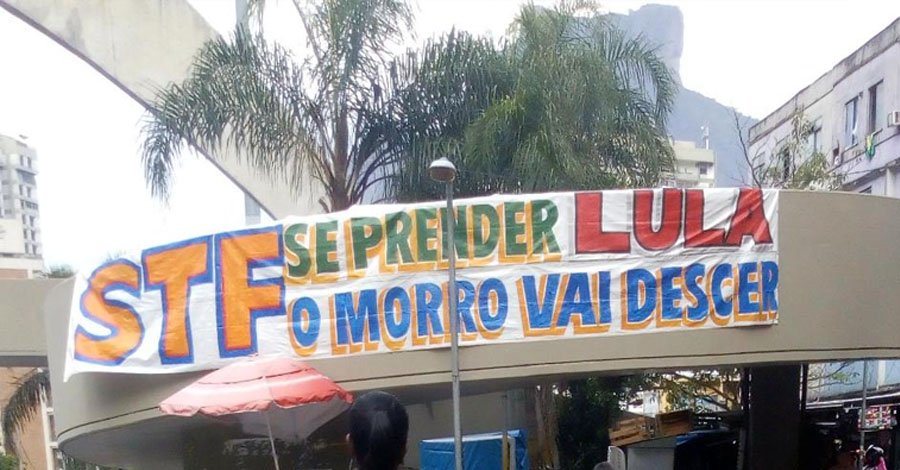 STF
SE PRENDER LULA
O MORRO VAI DESCER